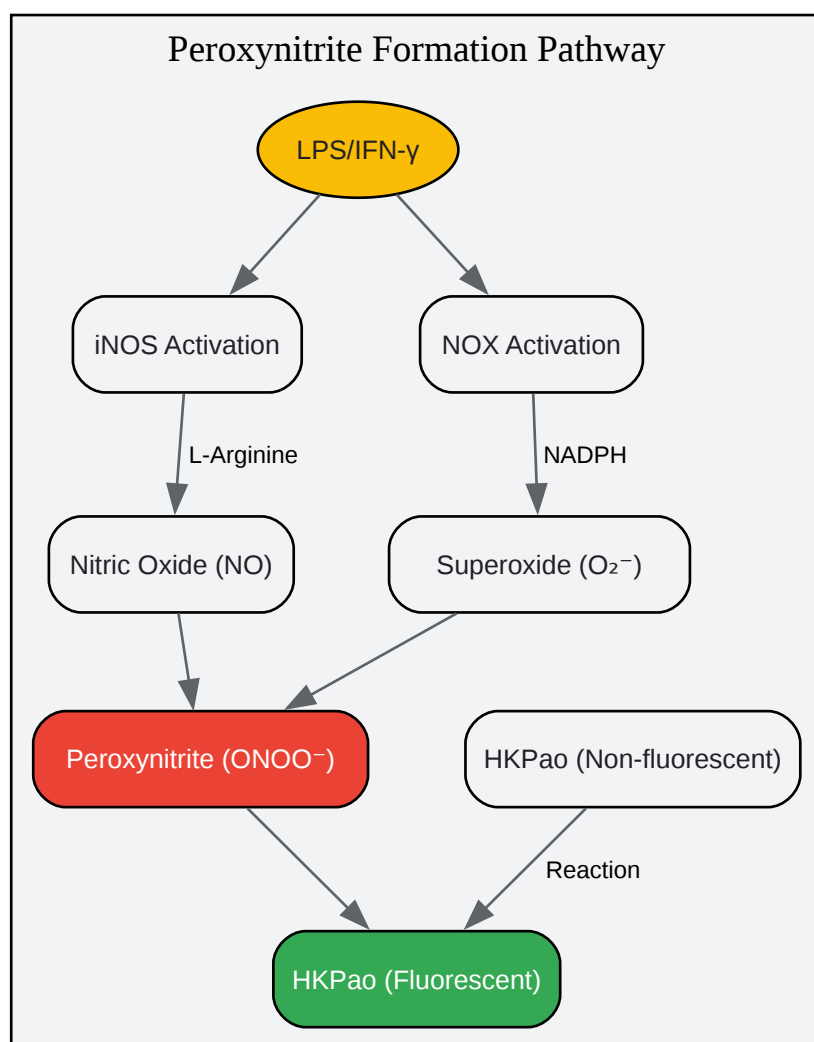 Peroxynitrite Formation Pathway
LPS/IFN-γ
iNOS Activation
NOX Activation
L-Arginine
NADPH
Nitric Oxide (NO)
Superoxide (O₂⁻)
Peroxynitrite (ONOO⁻)
HKPao (Non-fluorescent)
Reaction
HKPao (Fluorescent)